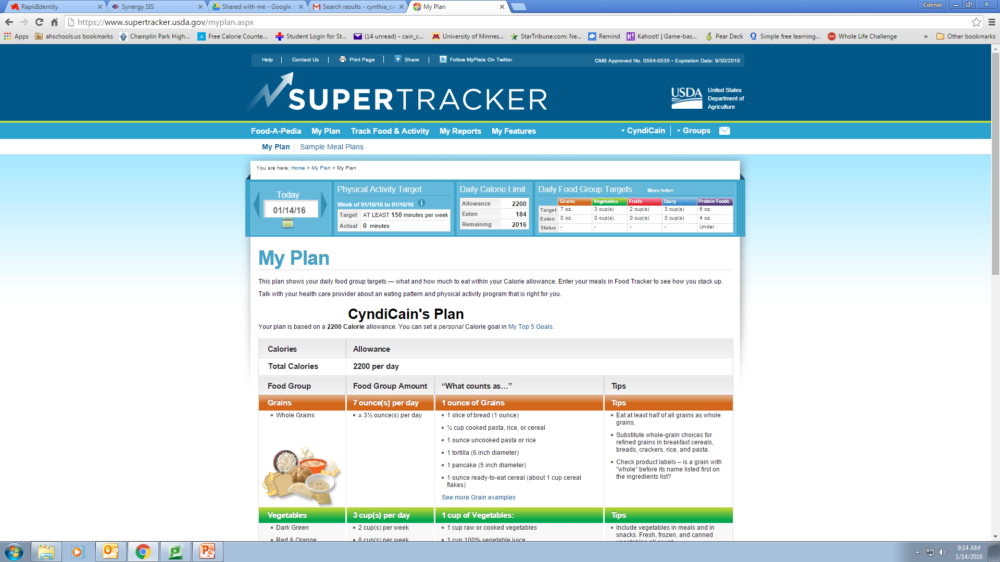 RapidIdentity
Synergy SIS
Shared with me - Google
Search results - cynthia_ca
My Plan
Connor
https://www.supertracker.usda.gov/myplan.aspx
Apps
ahschools.us bookmarks
Champlin Park High...
Free Calorie Counte...
Student Login for St...
(14 unread) - cain_c...
University of Minnes...
StarTribune.com: Ne...
Remind
Kahoot! | Game-bas...
Pear Deck
Simple free learning...
Whole Life Challenge
»
Other bookmarks
Help | Contact Us | Print Page | Share | Follow MyPlate On Twitter
OMB Approved No. 0584-0535 • Expiration Date: 9/30/2018
SUPERTRACKER
USDA
United States
Department of
Agriculture
Food-A-Pedia My Plan Track Food & Activity My Reports My Features
CyndiCain | Groups
My Plan Sample Meal Plans
You are here: Home > My Plan > My Plan
Today
01/14/16
Physical Activity Target
Week of 01/10/16 to 01/16/16
Target AT LEAST 150 minutes per week
Actual 0 minutes
Daily Calorie Limit
Allowance 2200
Eaten 184
Remaining 2016
Daily Food Group Targets More Info>
Grains Vegetables Fruits Dairy Protein Foods
Target 7 oz. 3 cup(s) 2 cup(s) 3 cup(s) 6 oz.
Eaten 0 oz. 0 cup(s) 0 cup(s) 0 cup(s) 4 oz.
Status - - - - Under
My Plan
This plan shows your daily food group targets — what and how much to eat within your Calorie allowance. Enter your meals in Food Tracker to see how you stack up.
Talk with your health care provider about an eating pattern and physical activity program that is right for you.
CyndiCain's Plan
Your plan is based on a 2200 Calorie allowance. You can set a personal Calorie goal in My Top 5 Goals.
Calories Allowance
Total Calories 2200 per day
Food Group Food Group Amount “What counts as…” Tips
Grains 7 ounce(s) per day 1 ounce of Grains Tips
Whole Grains
≥ 3½ ounce(s) per day
1 slice of bread (1 ounce)
½ cup cooked pasta, rice, or cereal
1 ounce uncooked pasta or rice
1 tortilla (6 inch diameter)
1 pancake (5 inch diameter)
1 ounce ready-to-eat cereal (about 1 cup cereal
flakes)
See more Grain examples
Eat at least half of all grains as whole
grains.
Substitute whole-grain choices for
refined grains in breakfast cereals,
breads, crackers, rice, and pasta.
Check product labels – is a grain with
"whole" before its name listed first on
the ingredients list?
Vegetables 3 cup(s) per day 1 cup of Vegetables: Tips
Dark Green
Red & Orange
2 cup(s) per week
6 cup(s) per week
1 cup raw or cooked vegetables
1 cup 100% vegetable juice
Include vegetables in meals and in
snacks. Fresh, frozen, and canned
vegetables all count.
9:14 AM
1/14/2016